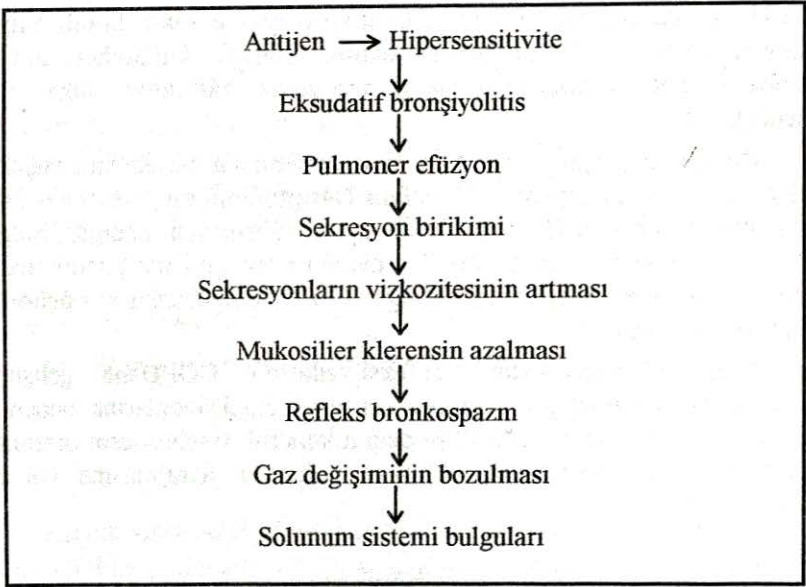 Antijen → Hipersensitivite
Eksudatif bronşiyolitis
Pulmoner efüzyon
Sekresyon birikimi
Sekresyonların vizkozitesinin artması
Mukosilier klerensin azalması
Refleks bronkospazm
Gaz değişiminin bozulması
Solunum sistemi bulguları